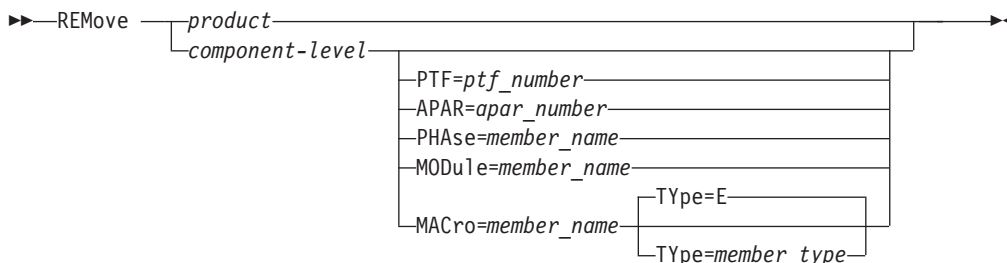 REMove product
component-level
PTF=ptf_number
APAR=apar_number
PHAse=member_name
MODule=member_name
TYpe=E
MACro=member_name
TYpe=member_type